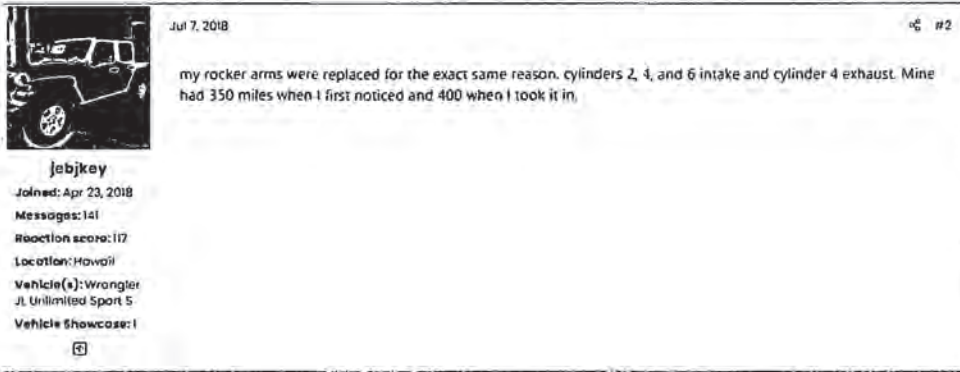 Jul 7, 2018
#2
my rocker arms were replaced for the exact same reason. cylinders 2, 4, and 6 intake and cylinder 4 exhaust. Mine
had 350 miles when I first noticed and 400 when I took it in.
jebjkey
Joined: Apr 23, 2018
Messages: 141
Reaction score: 117
Location: Hawaii
Vehicle(s): Wrangler
JL Unlimited Sport S
Vehicle Showcase: 1